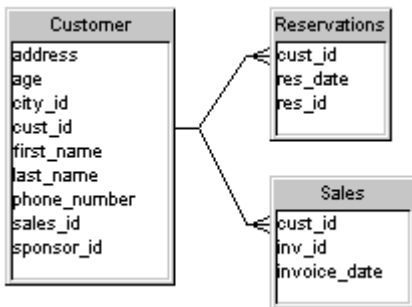 Customer
address
age
city_id
cust_id
first_name
last_name
phone_number
sales_id
sponsor_id
Reservations
cust_id
res_date
res_id
Sales
cust_id
inv_id
invoice_date